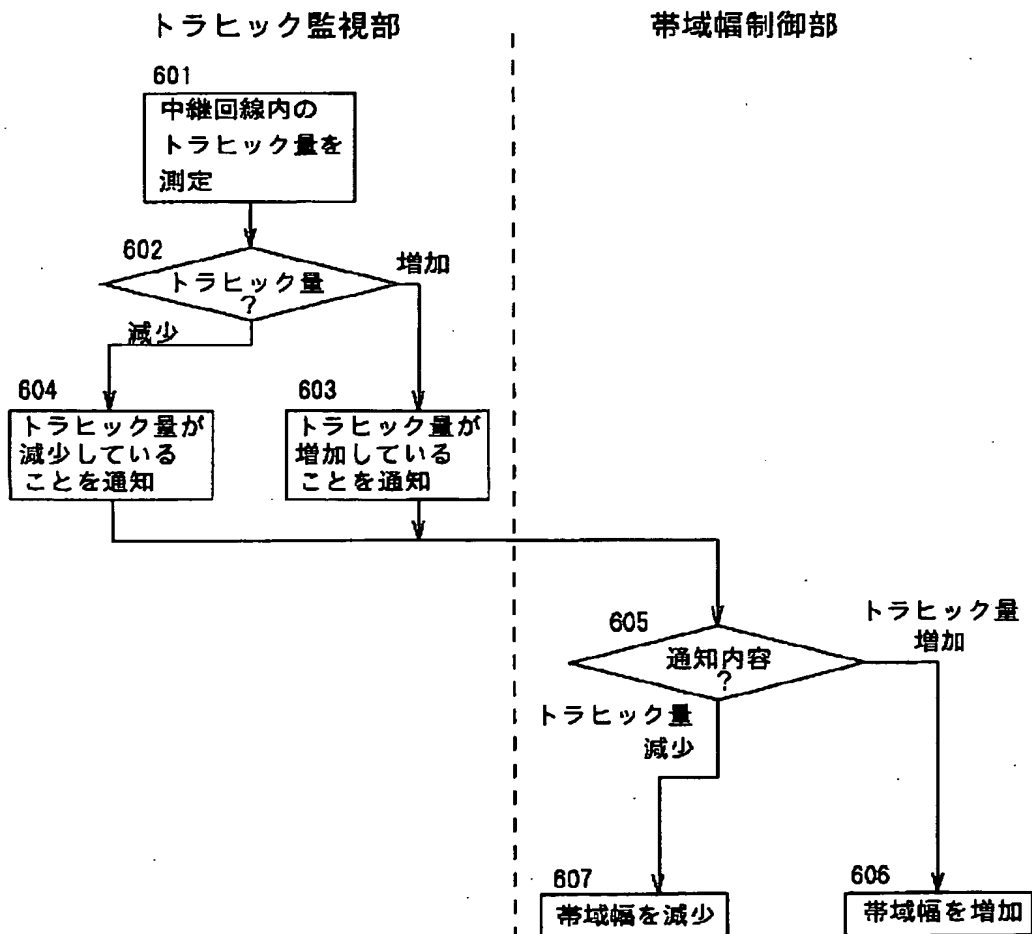 トラヒック監視部
帯域幅制御部
601
中継回線内の
トラヒック量を
測定
602
トラヒック量
?
増加
減少
604
トラヒック量が
減少している
ことを通知
603
トラヒック量が
増加している
ことを通知
605
通知内容
?
トラヒック量
増加
トラヒック量
減少
607
帯域幅を減少
606
帯域幅を増加